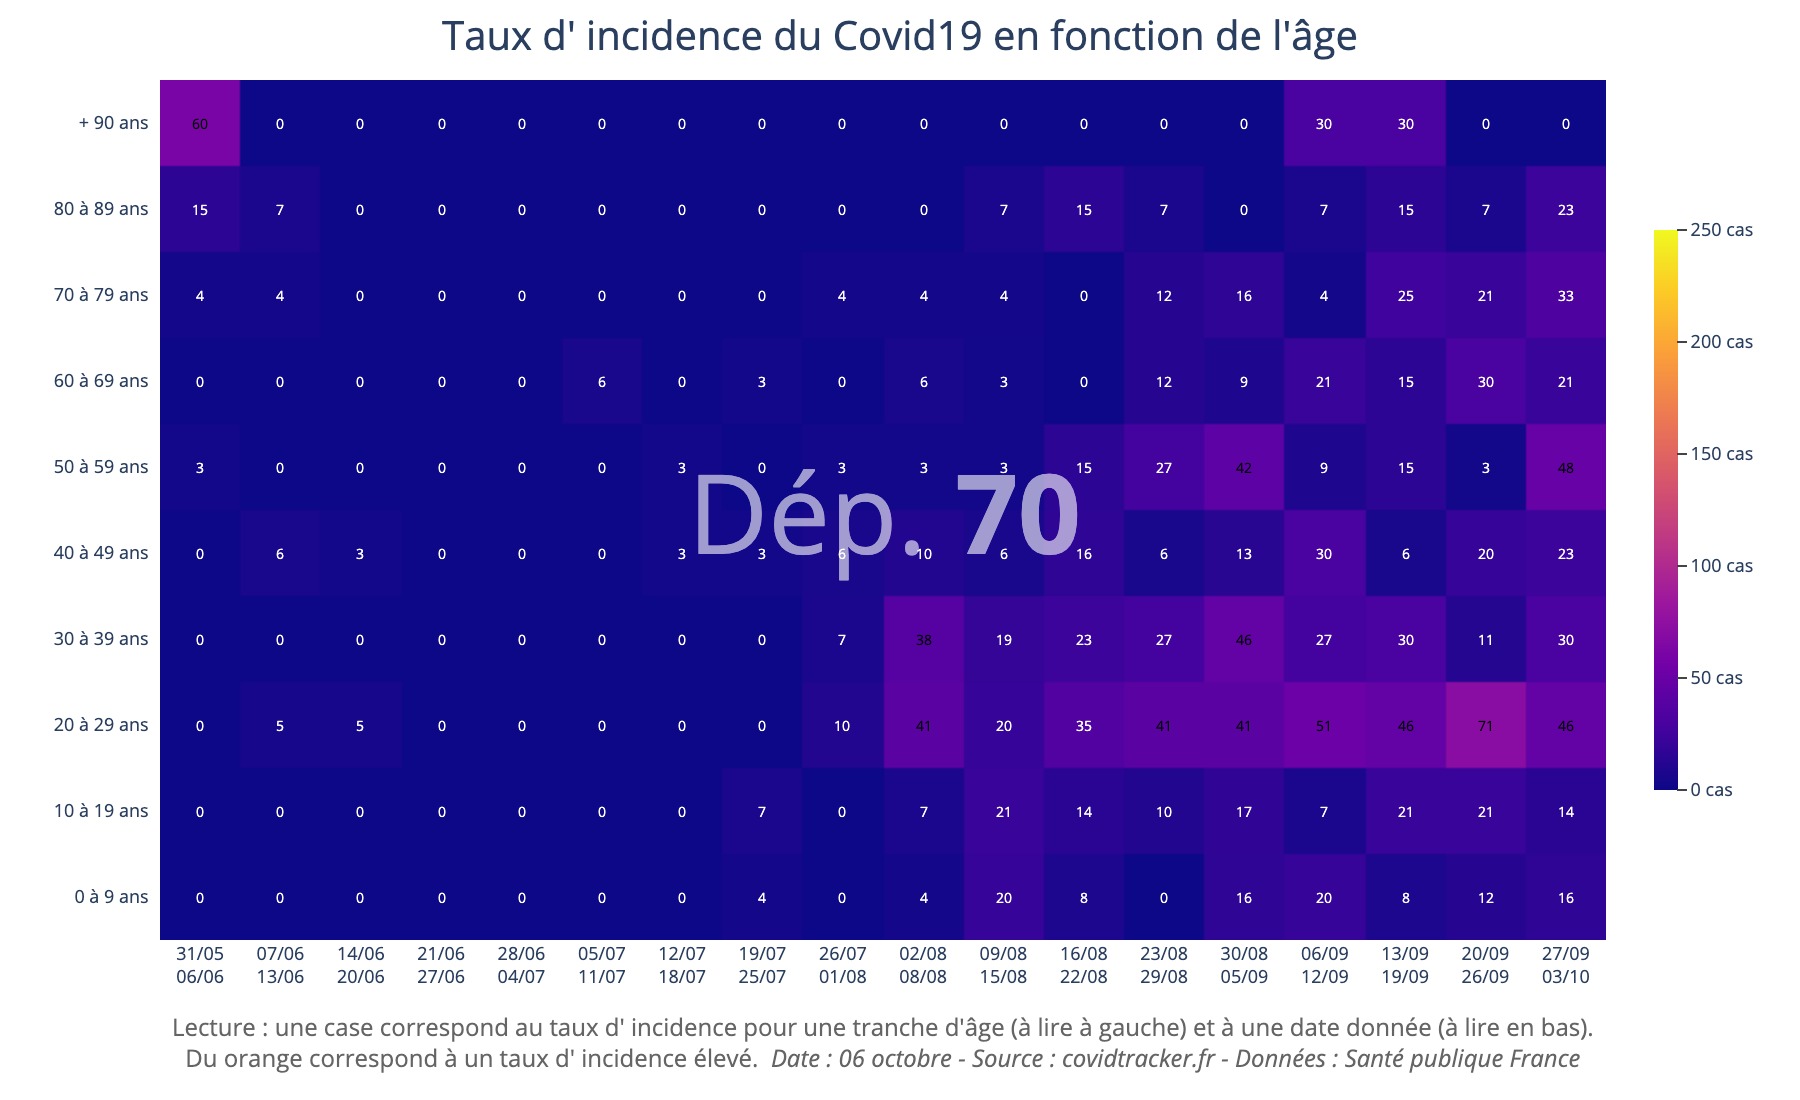 Taux d' incidence du Covid19 en fonction de l'âge
+ 90 ans 60 0 0 0 0 0 0 0 0 0 0 0 0 0 30 30 0 0
80 à 89 ans 15 7 0 0 0 0 0 0 0 0 7 15 7 0 7 15 7 23
70 à 79 ans 4 4 0 0 0 0 0 0 4 4 4 0 12 16 4 25 21 33
60 à 69 ans 0 0 0 0 0 6 0 3 0 6 3 0 12 9 21 15 30 21
50 à 59 ans 3 0 0 0 0 0 3 0 3 3 3 15 27 42 9 15 3 48
Dép. 70
40 à 49 ans 0 6 3 0 0 0 3 3 6 10 6 16 6 13 30 6 20 23
30 à 39 ans 0 0 0 0 0 0 0 0 7 38 19 23 27 46 27 30 11 30
20 à 29 ans 0 5 5 0 0 0 0 0 10 41 20 35 41 41 51 46 71 46
10 à 19 ans 0 0 0 0 0 0 0 7 0 7 21 14 10 17 7 21 21 14
0 à 9 ans 0 0 0 0 0 0 0 4 0 4 20 8 0 16 20 8 12 16
31/05 07/06 14/06 21/06 28/06 05/07 12/07 19/07 26/07 02/08 09/08 16/08 23/08 30/08 06/09 13/09 20/09 27/09
06/06 13/06 20/06 27/06 04/07 11/07 18/07 25/07 01/08 08/08 15/08 22/08 29/08 05/09 12/09 19/09 26/09 03/10
250 cas
200 cas
150 cas
100 cas
50 cas
0 cas
Lecture : une case correspond au taux d' incidence pour une tranche d'âge (à lire à gauche) et à une date donnée (à lire en bas).
Du orange correspond à un taux d' incidence élevé. Date : 06 octobre - Source : covidtracker.fr - Données : Santé publique France